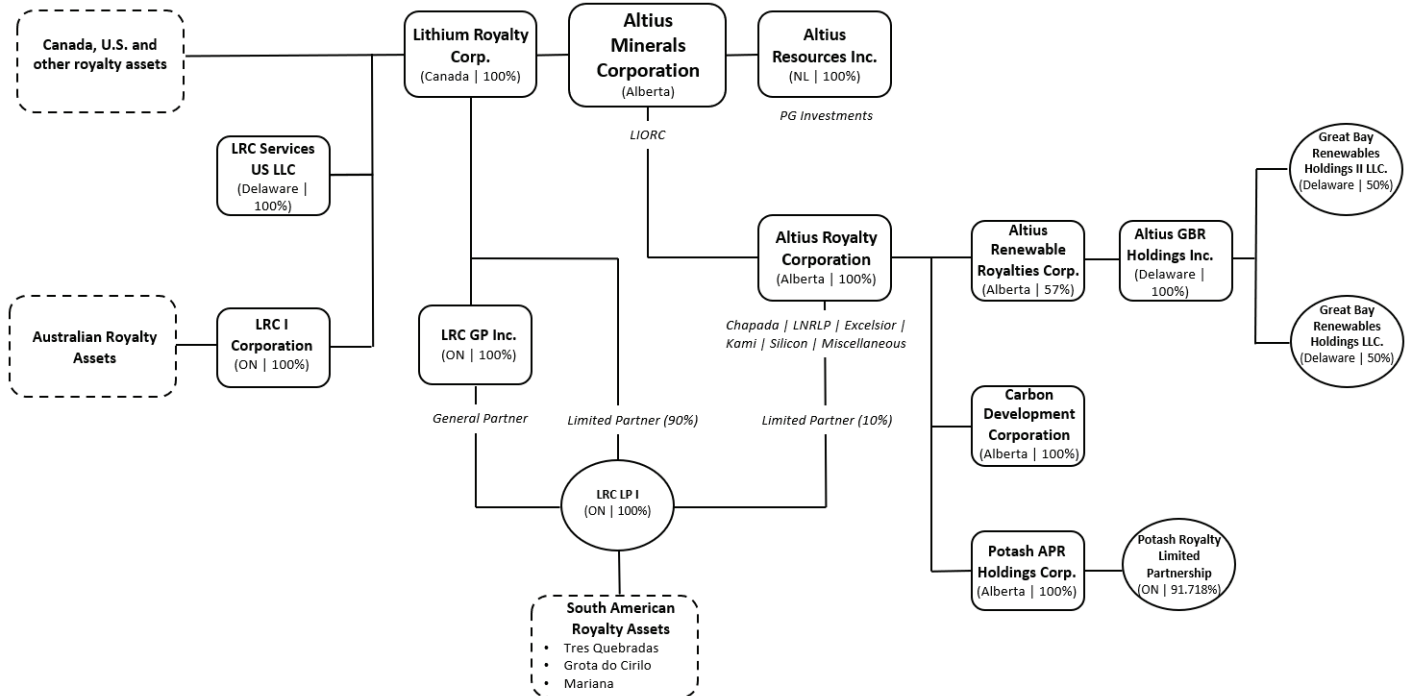 Canada, U.S. and
other royalty assets
Lithium Royalty
Corp.
(Canada | 100%)
Altius
Minerals
Corporation
(Alberta)
Altius
Resources Inc.
(NL | 100%)
PG Investments
LIORC
LRC Services
US LLC
(Delaware |
100%)
Great Bay
Renewables
Holdings II LLC.
(Delaware | 50%)
Altius Royalty
Corporation
(Alberta | 100%)
Altius
Renewable
Royalties Corp.
(Alberta | 57%)
Altius GBR
Holdings Inc.
(Delaware |
100%)
Australian Royalty
Assets
LRC I
Corporation
(ON | 100%)
LRC GP Inc.
(ON | 100%)
Chapada | LNRLP | Excelsior |
Kami | Silicon | Miscellaneous
Great Bay
Renewables
Holdings LLC.
(Delaware | 50%)
General Partner
Limited Partner (90%)
Limited Partner (10%)
Carbon
Development
Corporation
(Alberta | 100%)
LRC LP I
(ON | 100%)
Potash APR
Holdings Corp.
(Alberta | 100%)
Potash Royalty
Limited
Partnership
(ON | 91.718%)
South American
Royalty Assets
• Tres Quebradas
• Grota do Cirilo
• Mariana